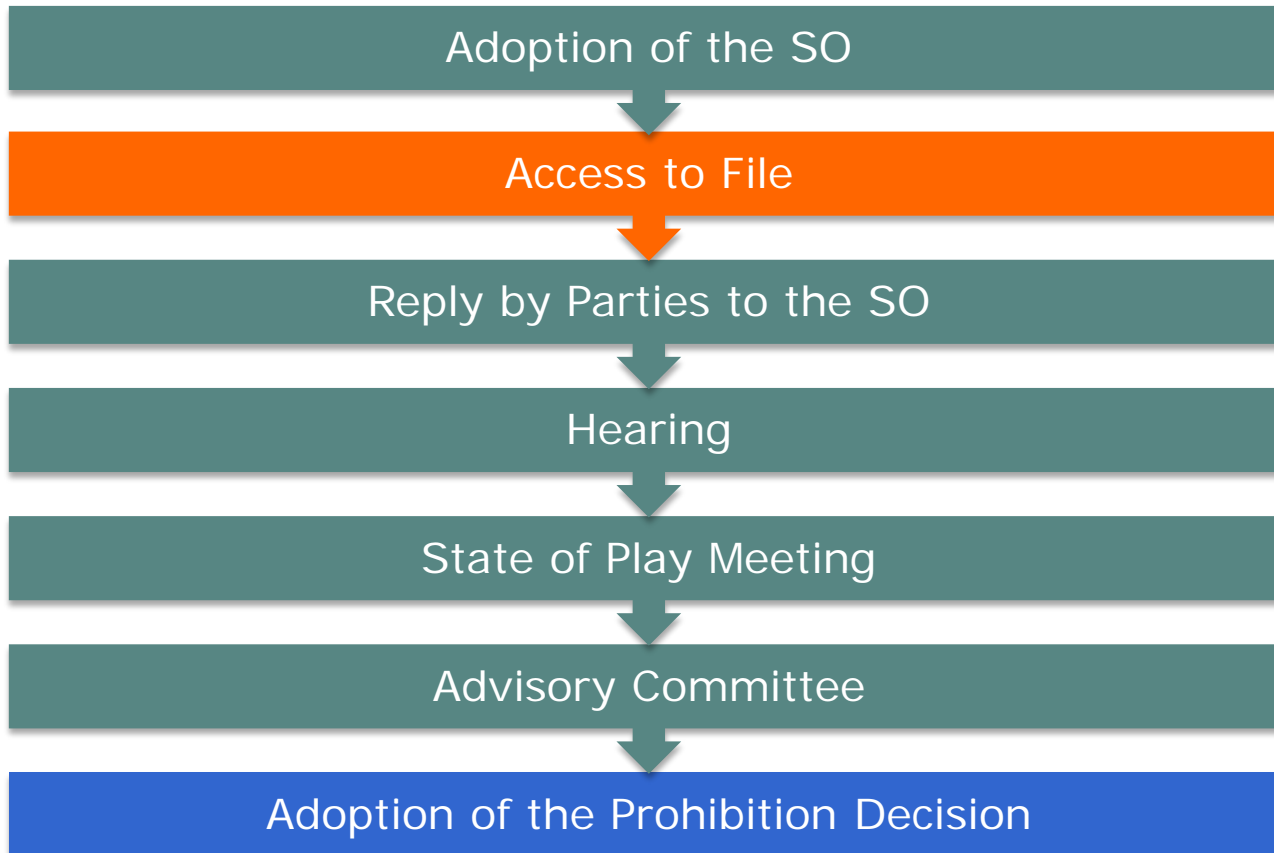 Adoption of the SO
Access to File
Reply by Parties to the SO
Hearing
State of Play Meeting
Advisory Committee
Adoption of the Prohibition Decision